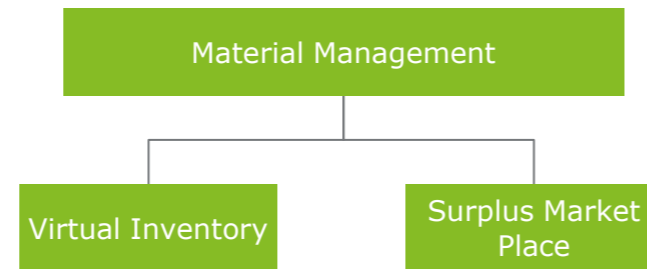 Material Management
Virtual Inventory
Surplus Market
Place